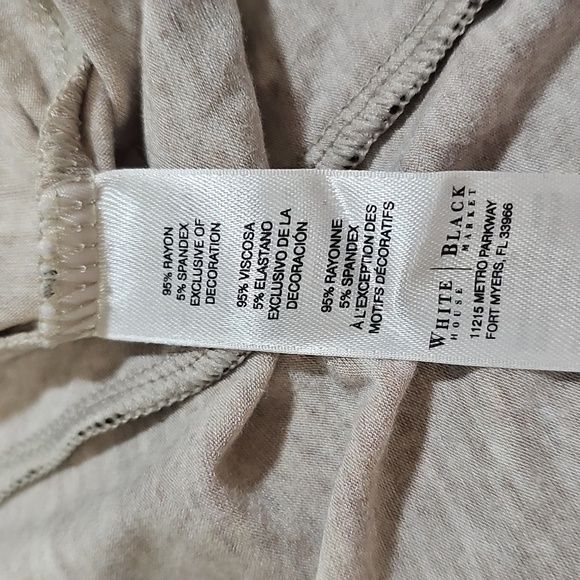 95% RAYON
5% SPANDEX
EXCLUSIVE OF
DECORATION
95% VISCOSA
5% ELASTANO
EXCLUSIVO DE LA
DECORACIÓN
95% RAYONNE
5% SPANDEX
À L'EXCEPTION DES
MOTIFS DÉCORATIFS
WHITE | BLACK
HOUSE | MARKET
11215 METRO PARKWAY
FORT MYERS, FL 33966